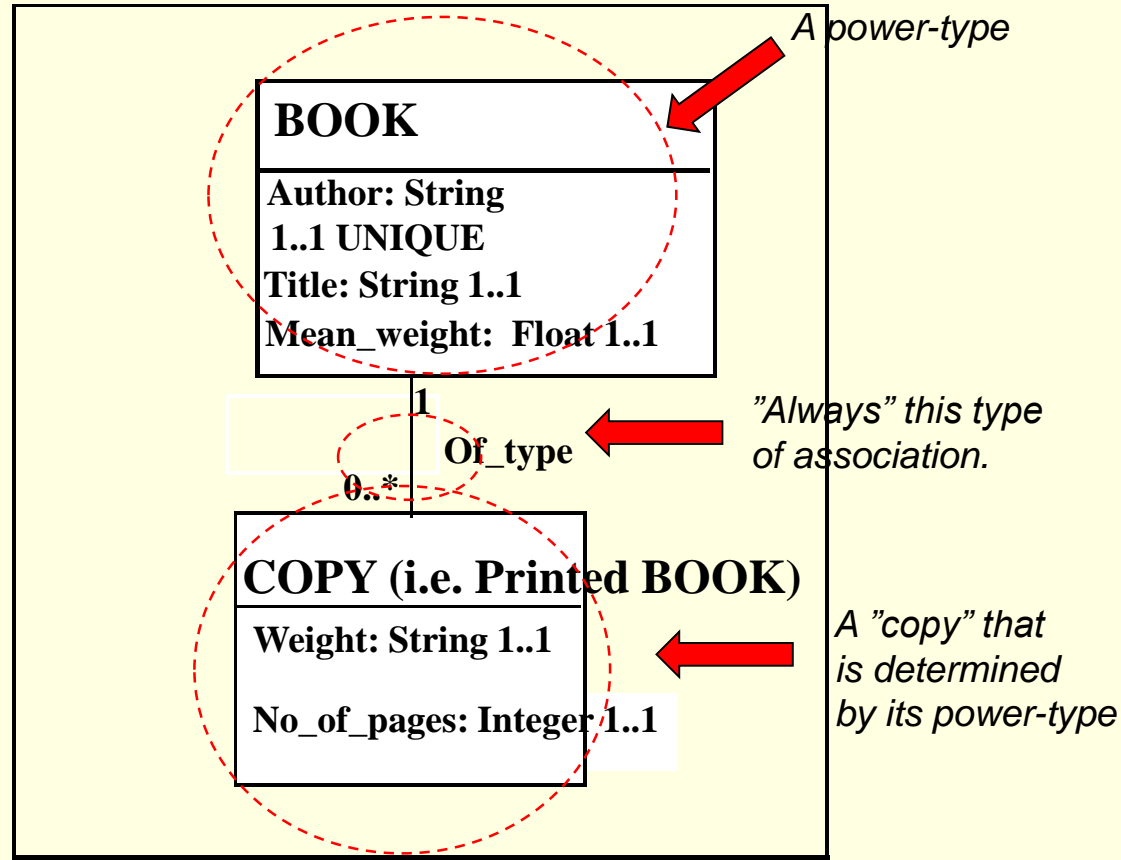 A power-type
BOOK
Author: String
1..1 UNIQUE
Title: String 1..1
Mean_weight: Float 1..1
1
Of_type
0..*
”Always” this type
of association.
COPY (i.e. Printed BOOK)
Weight: String 1..1
No_of_pages: Integer 1..1
A ”copy” that
is determined
by its power-type